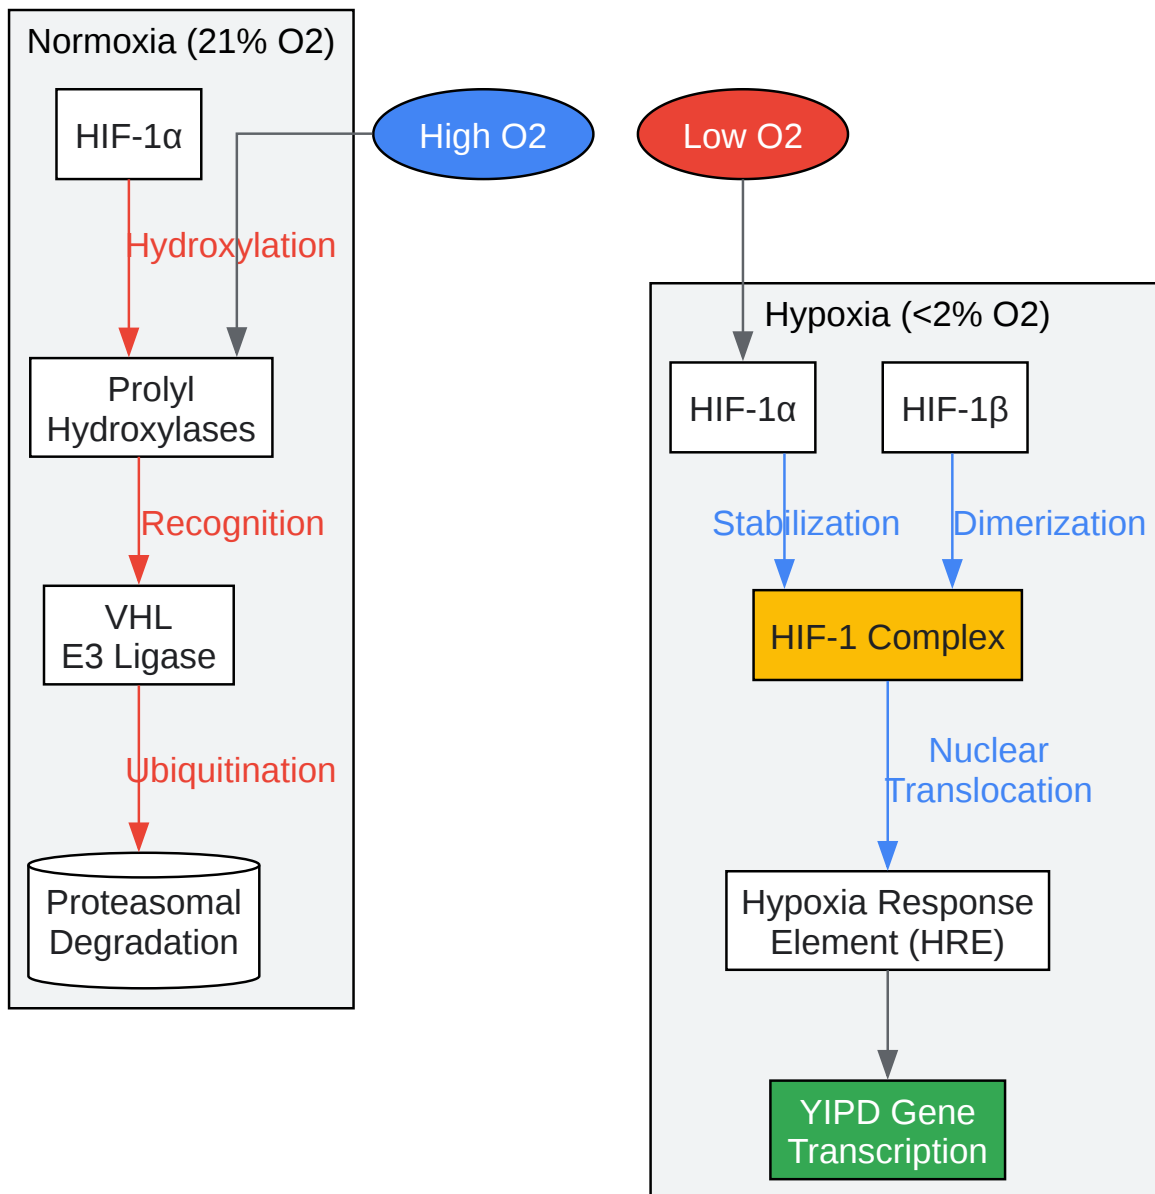 Normoxia (21% O2)
HIF-1α
High O2
Low O2
Hydroxylation
Prolyl
Hydroxylases
Recognition
VHL
E3 Ligase
Ubiquitination
Proteasomal
Degradation
Hypoxia (<2% O2)
HIF-1α
HIF-1β
Stabilization
Dimerization
HIF-1 Complex
Nuclear
Translocation
Hypoxia Response
Element (HRE)
YIPD Gene
Transcription